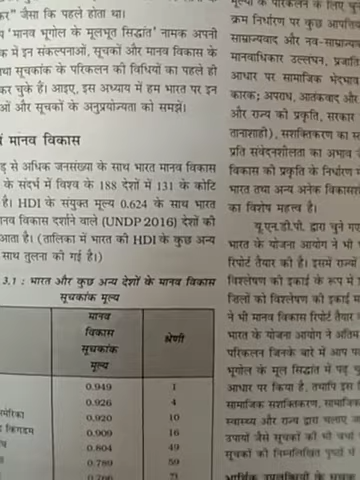 कर" जैसा कि पहले होता था।
'मानव भूगोल के मूलभूत सिद्धांत' नामक अपनी
क में इन संकल्पनाओं, सूचकों और मानव विकास के
था सूचकांक के परिकलन की विधियों का पहले ही
कर चुके हैं। आइए, इस अध्याय में हम भारत पर इन
ओं और सूचकों के अनुप्रयोज्यता को समझें।
मानव विकास
से अधिक जनसंख्या के साथ भारत मानव विकास
के संदर्भ में विश्व के 188 देशों में 131 के कोटि
है। HDI के संयुक्त मूल्य 0.624 के साथ भारत
मानव विकास दर्शाने वाले (UNDP 2016) देशों की
आता है। (तालिका में भारत की HDI के कुछ अन्य
साथ तुलना की गई है।)
3.1 : भारत और कुछ अन्य देशों के मानव विकास
सूचकांक मूल्य
मानव
विकास
सूचकांक
मूल्य
श्रेणी
0.949 1
0.926 4
मेरिका 0.920 10
किंगडम 0.909 16
0.804 49
0.789 59
मूल्यों के परिकलन के लिए चु
क्रम निर्धारण पर कुछ आपत्तिय
साम्राज्यवाद और नव-साम्राज्य
मानवाधिकार उल्लंघन, प्रजाति
आधार पर सामाजिक भेदभाव
कारक; अपराध, आतंकवाद और
और राज्य की प्रकृति, सरकार
तानाशाही), सशक्तिकरण का म
प्रति संवेदनशीलता का अभाव
विकास की प्रकृति के निर्धारण म
भारत तथा अन्य अनेक विकास
का विशेष महत्त्व है।
यू.एन.डी.पी. द्वारा चुने गए
भारत के योजना आयोग ने भी
रिपोर्ट तैयार की है। इसमें राज्यों
विश्लेषण की इकाई के रूप में
जिलों को विश्लेषण की इकाई म
ने भी मानव विकास रिपोर्ट तैयार
भारत के योजना आयोग ने अंतिम
परिकलन जिनके बारे में आप प
भूगोल के मूल सिद्धांत में पढ़ चु
आधार पर किया है, तथापि इस
सामाजिक सशक्तिकरण, सामाजिक
स्वास्थ्य और राज्य द्वारा चलाए ज
उपायों जैसे सूचकों की भी चर्चा
सूचकों को निम्नलिखित पृष्ठों में